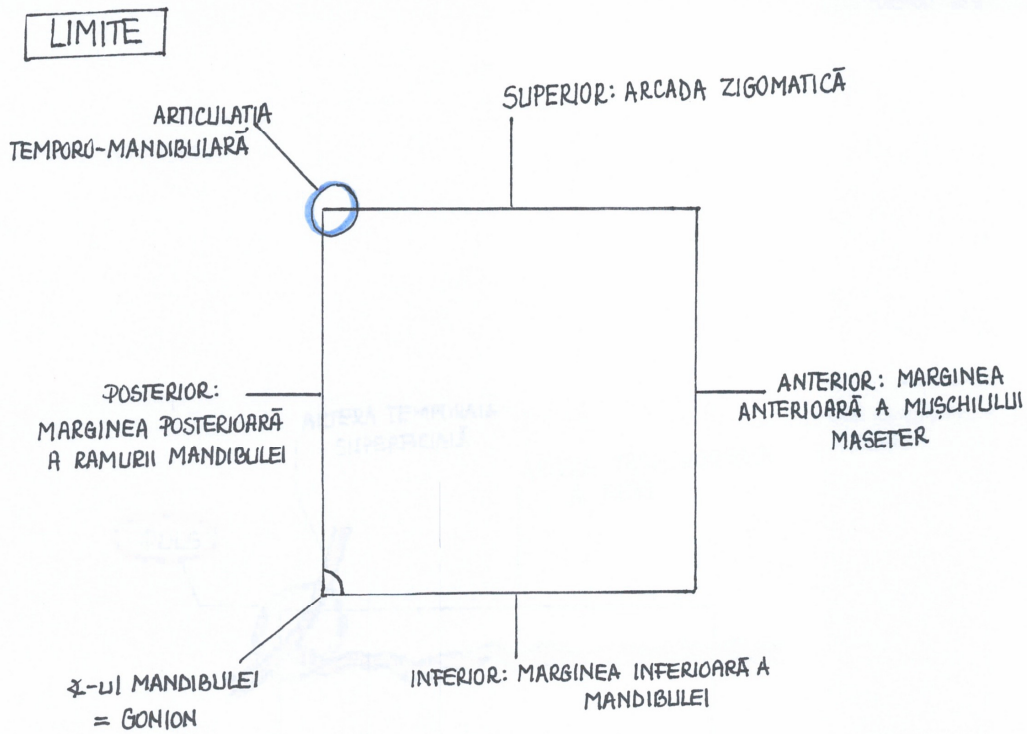 LIMITE
SUPERIOR: ARCADA ZIGOMATICĂ
ARTICULAȚIA
TEMPORO-MANDIBULARĂ
POSTERIOR:
MARGINEA POSTERIOARĂ
A RAMURII MANDIBULEI
ANTERIOR: MARGINEA
ANTERIOARĂ A MUȘCHIULUI
MASETER
∢-ul MANDIBULEI
= GONION
INFERIOR: MARGINEA INFERIOARĂ A
MANDIBULEI